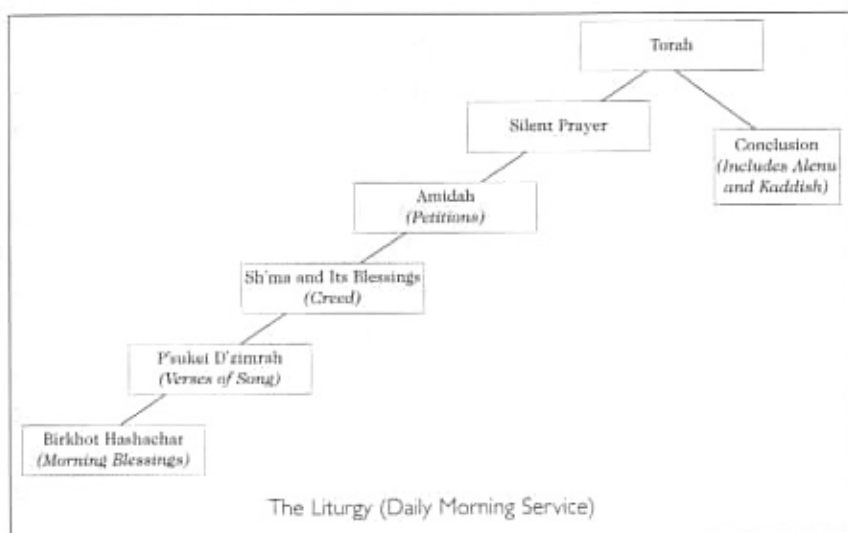 Torah
Silent Prayer
Conclusion
(Includes Alenu
and Kaddish)
Amidah
(Petitions)
Sh'ma and Its Blessings
(Creed)
P'sukei D'zimrah
(Verses of Song)
Birkhot Hashachar
(Morning Blessings)
The Liturgy (Daily Morning Service)